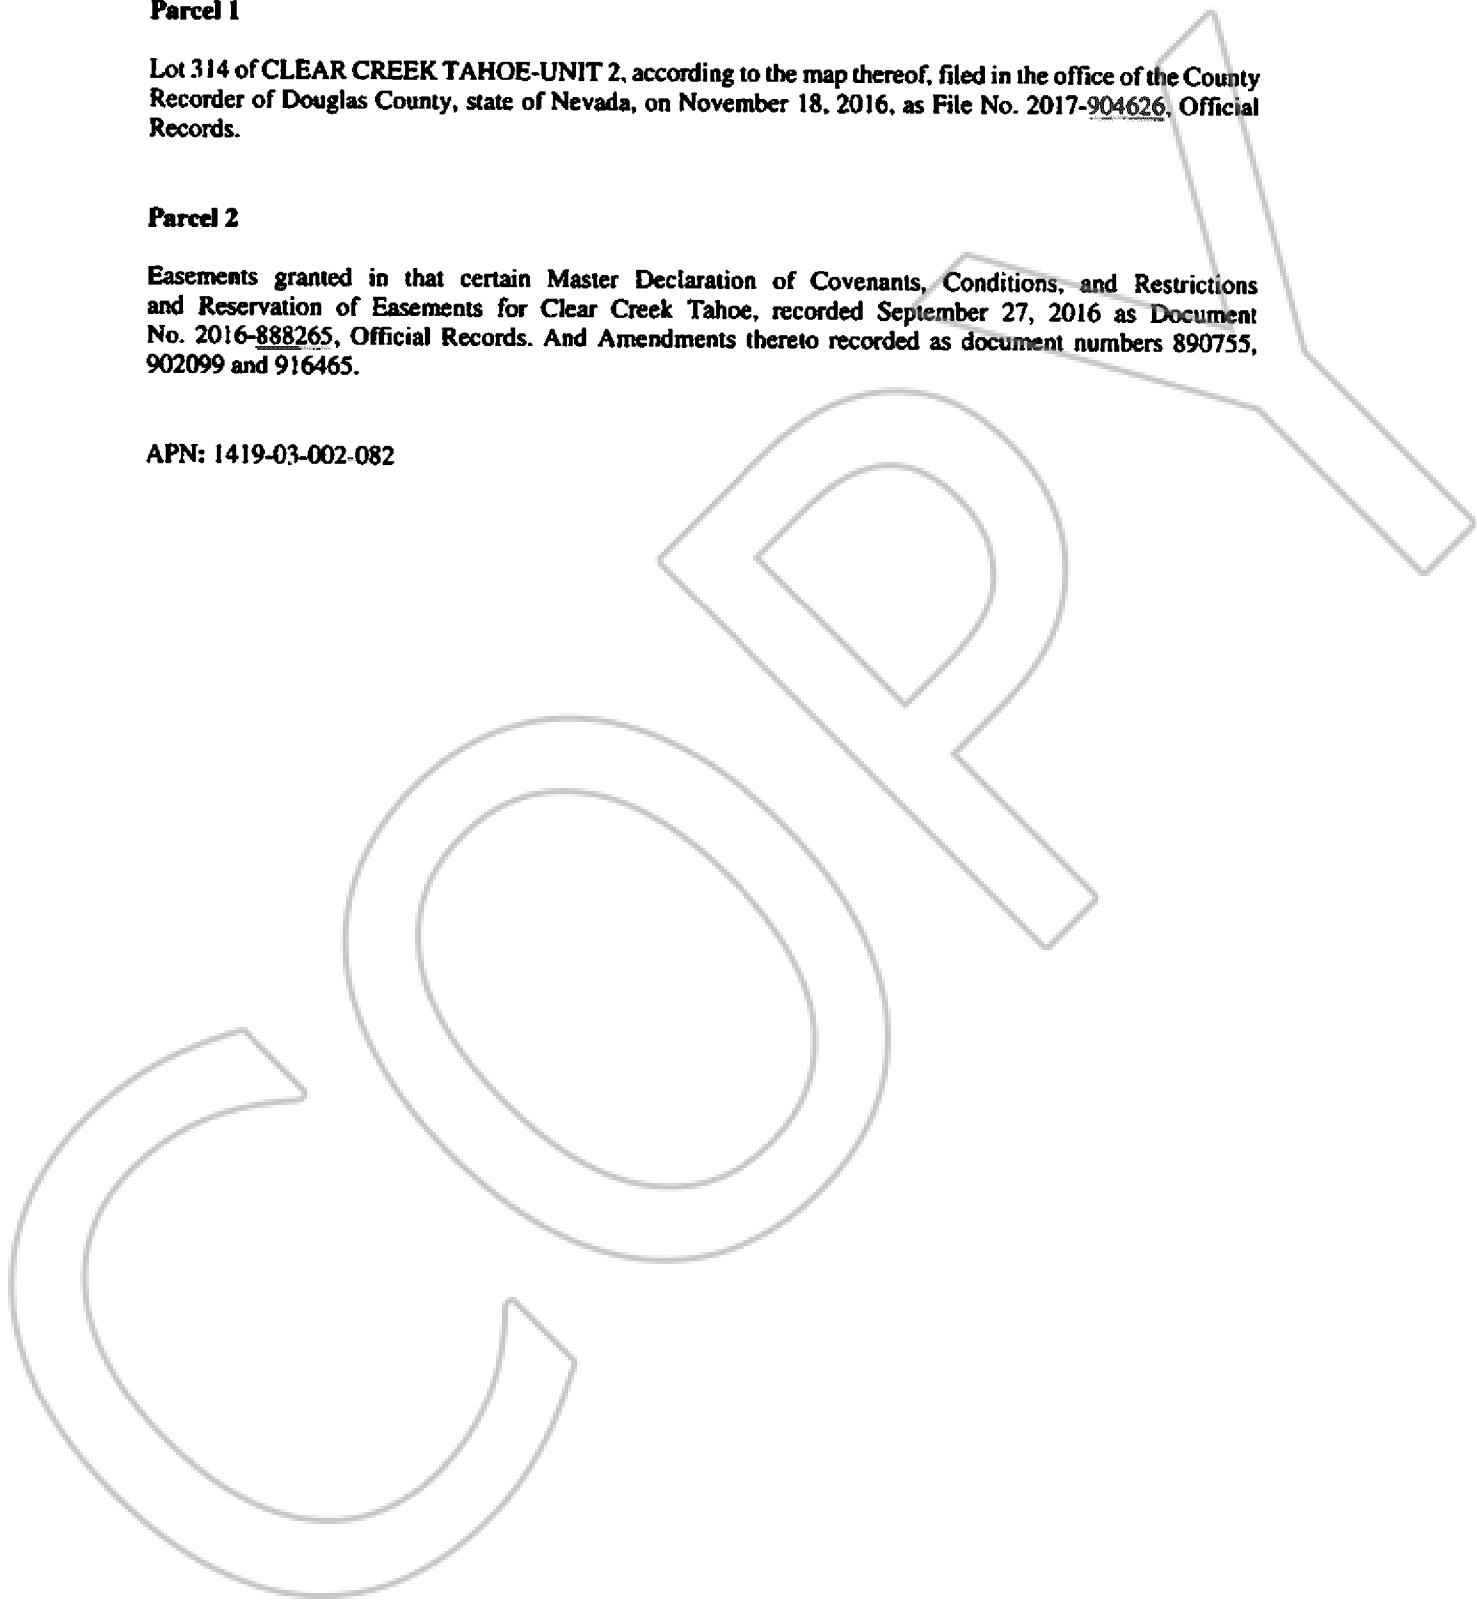 Parcel 1
Lot 314 of CLEAR CREEK TAHOE-UNIT 2, according to the map thereof, filed in the office of the County
Recorder of Douglas County, state of Nevada, on November 18, 2016, as File No. 2017-904626, Official
Records.
Parcel 2
Easements granted in that certain Master Declaration of Covenants, Conditions, and Restrictions
and Reservation of Easements for Clear Creek Tahoe, recorded September 27, 2016 as Document
No. 2016-888265, Official Records. And Amendments thereto recorded as document numbers 890755,
902099 and 916465.
APN: 1419-03-002-082
COPY